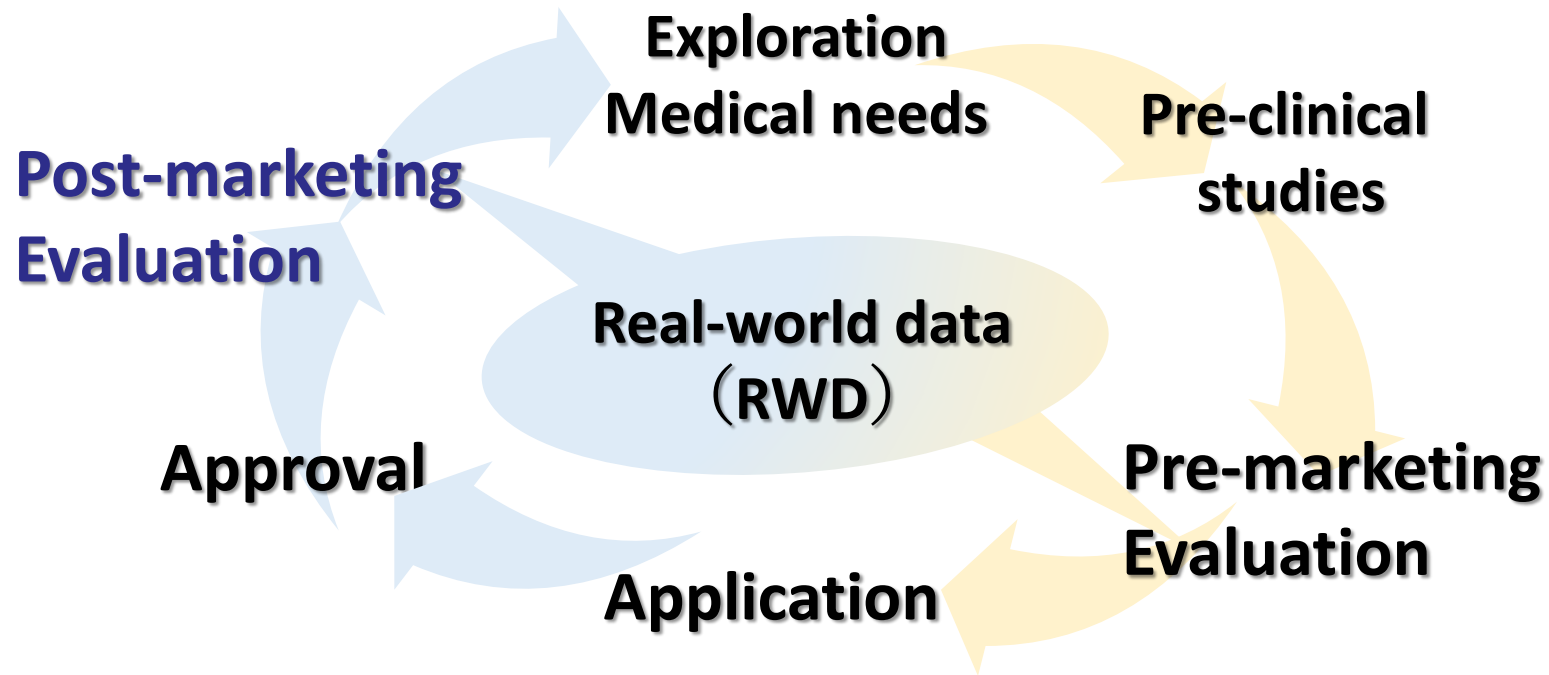 Exploration
Medical needs
Pre-clinical
studies
Post-marketing
Evaluation
Real-world data
（RWD）
Approval
Pre-marketing
Evaluation
Application